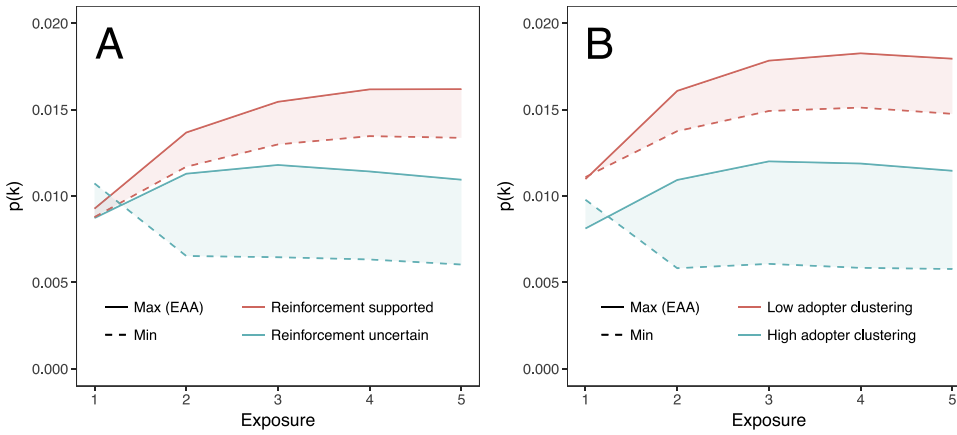 A
p(k)
0.020
0.015
0.010
0.005
0.000
Max (EAA) Reinforcement supported
Min Reinforcement uncertain
1 2 3 4 5
Exposure
B
p(k)
0.020
0.015
0.010
0.005
0.000
Max (EAA) Low adopter clustering
Min High adopter clustering
1 2 3 4 5
Exposure